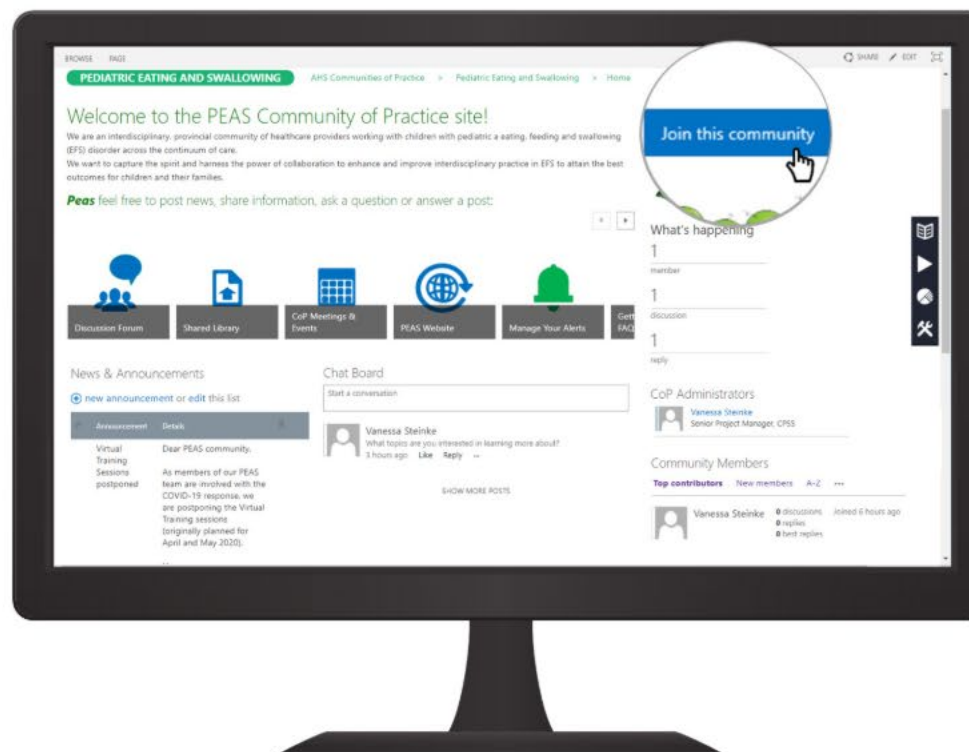 BROWSE PAGE
SHARE EDIT
PEDIATRIC EATING AND SWALLOWING
AHS Communities of Practice > Pediatric Eating and Swallowing > Home
Welcome to the PEAS Community of Practice site!
We are an interdisciplinary, provincial community of healthcare providers working with children with pediatric a eating, feeding and swallowing
(EFS) disorder across the continuum of care.
We want to capture the spirit and harness the power of collaboration to enhance and improve interdisciplinary practice in EFS to attain the best
outcomes for children and their families.
Peas feel free to post news, share information, ask a question or answer a post:
Join this community
Discussion Forum
Shared Library
CoP Meetings &
Events
PEAS Website
Manage Your Alerts
Gett
FAQ
What's happening
1
member
1
discussion
1
reply
News & Announcements
new announcement or edit this list
Announcement Details
Virtual
Training
Sessions
postponed
Dear PEAS community,
As members of our PEAS
team are involved with the
COVID-19 response, we
are postponing the Virtual
Training sessions
(originally planned for
April and May 2020).
Chat Board
Start a conversation
Vanessa Steinke
What topics are you interested in learning more about?
3 hours ago Like Reply ...
SHOW MORE POSTS
CoP Administrators
Vanessa Steinke
Senior Project Manager, CPSS
Community Members
Top contributors New members A-Z ...
Vanessa Steinke
0 discussions
0 replies
0 best replies
Joined 6 hours ago